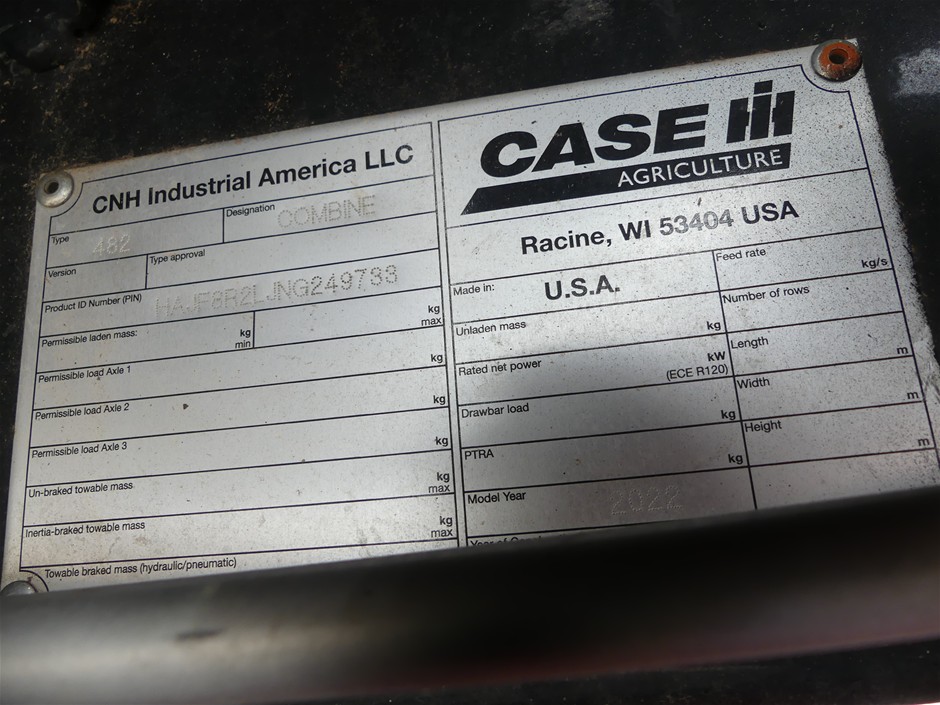 CNH Industrial America LLC
Type
482
Designation
COMBINE
Version
Type approval
Product ID Number (PIN)
HAJF8R2LJNG249733
Permissible laden mass:
kg
min
kg
max
Permissible load Axle 1
kg
Permissible load Axle 2
kg
Permissible load Axle 3
kg
Un-braked towable mass
kg
max
Inertia-braked towable mass
kg
max
Towable braked mass (hydraulic/pneumatic)
CASE IH
AGRICULTURE
Racine, WI 53404 USA
Made in:
U.S.A.
Feed rate
kg/s
Unladen mass
kg
Number of rows
Rated net power
kW
(ECE R120)
Length
m
Drawbar load
kg
Width
m
PTRA
kg
Height
m
Model Year
2022